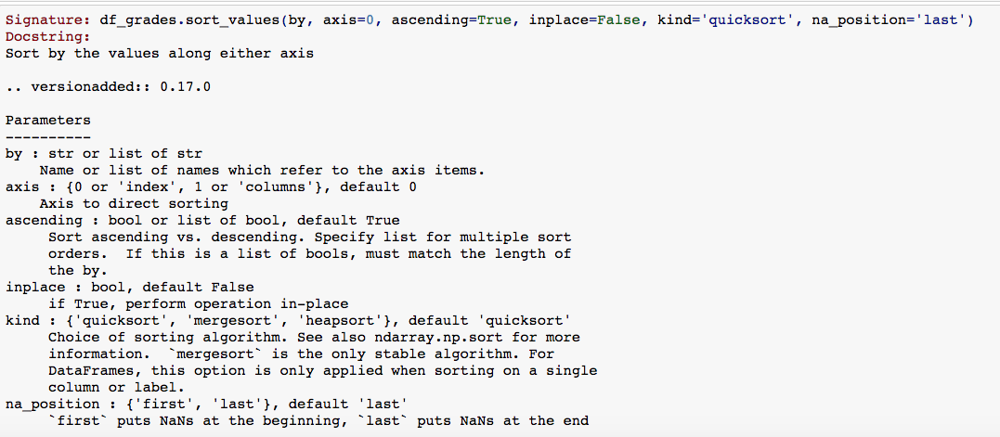 Signature: df_grades.sort_values(by, axis=0, ascending=True, inplace=False, kind='quicksort', na_position='last')
Docstring:
Sort by the values along either axis
.. versionadded:: 0.17.0
Parameters
----------
by : str or list of str
    Name or list of names which refer to the axis items.
axis : {0 or 'index', 1 or 'columns'}, default 0
    Axis to direct sorting
ascending : bool or list of bool, default True
     Sort ascending vs. descending. Specify list for multiple sort
     orders.  If this is a list of bools, must match the length of
     the by.
inplace : bool, default False
     if True, perform operation in-place
kind : {'quicksort', 'mergesort', 'heapsort'}, default 'quicksort'
     Choice of sorting algorithm. See also ndarray.np.sort for more
     information.  `mergesort` is the only stable algorithm. For
     DataFrames, this option is only applied when sorting on a single
     column or label.
na_position : {'first', 'last'}, default 'last'
     `first` puts NaNs at the beginning, `last` puts NaNs at the end